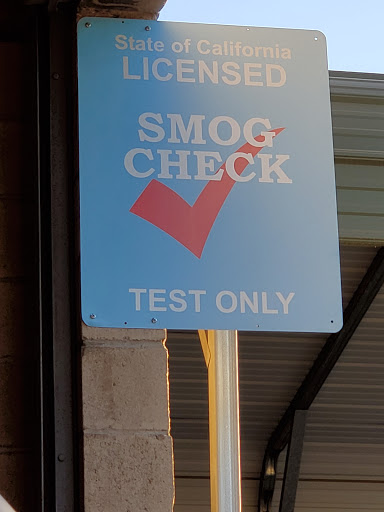 State of California
LICENSED
SMOG
CHECK
TEST ONLY